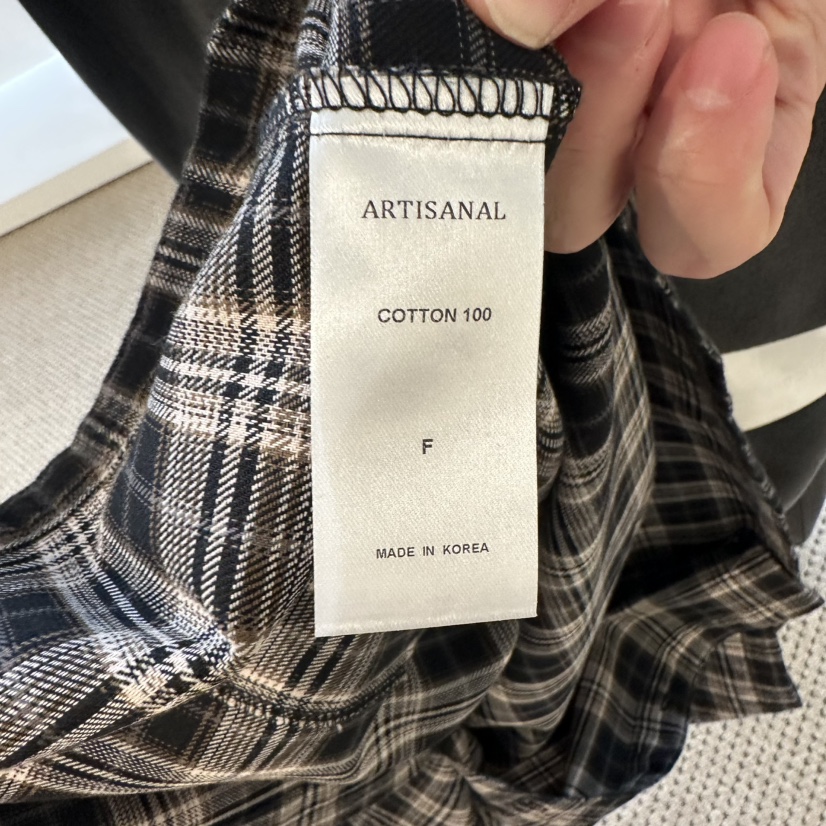 ARTISANAL
COTTON 100
F
MADE IN KOREA